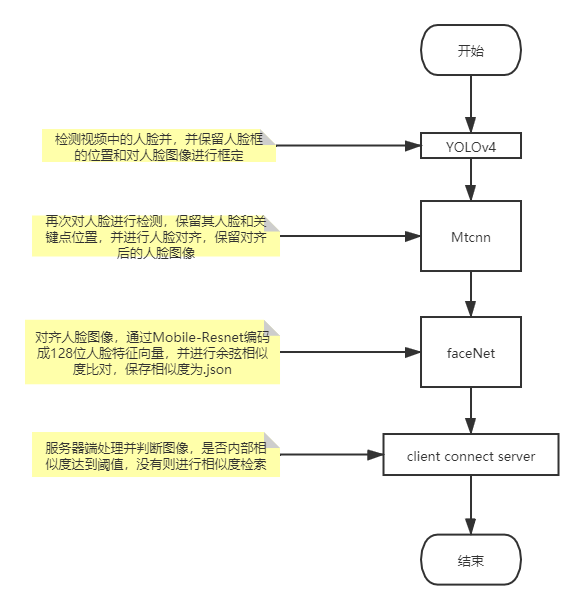 开始
检测视频中的人脸并，并保留人脸框
的位置和对人脸图像进行框定
YOLOv4
再次对人脸进行检测，保留其人脸和关
键点位置，并进行人脸对齐，保留对齐
后的人脸图像
Mtcnn
对齐人脸图像，通过Mobile-Resnet编码
成128位人脸特征向量，并进行余弦相似
度比对，保存相似度为.json
faceNet
服务器端处理并判断图像，是否内部相
似度达到阈值，没有则进行相似度检索
client connect server
结束